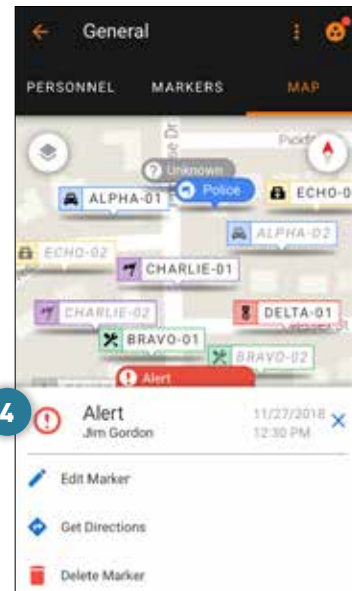 General
PERSONNEL MARKERS MAP
Unknown
Police
ALPHA-01
ECHO-0
ALPHA-02
ECHO-02
CHARLIE-01
CHARLIE-02
DELTA-01
BRAVO-01
BRAVO-02
Alert
4
Alert
Jim Gordon
11/27/2018
12:30 PM
Edit Marker
Get Directions
Delete Marker